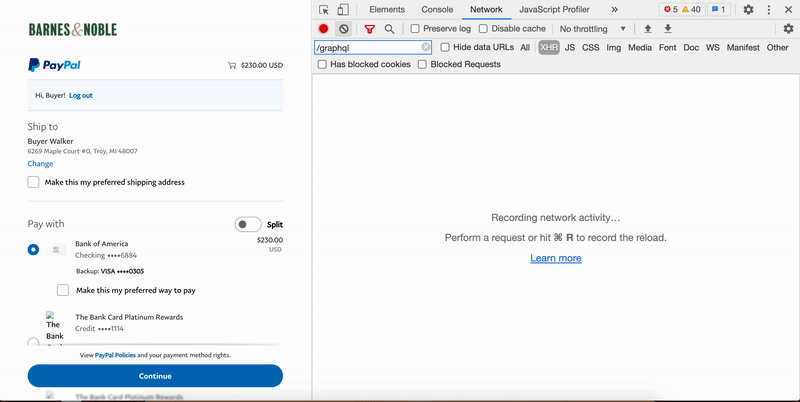 BARNES & NOBLE
PayPal
$230.00 USD
Hi, Buyer! Log out
Ship to
Buyer Walker
6269 Maple Court #0, Troy, MI 48007
Change
Make this my preferred shipping address
Pay with
Split
Bank of America
$230.00
USD
Checking ••••6884
Backup: VISA ••••0305
Make this my preferred way to pay
The
Bank
The Bank Card Platinum Rewards
Credit ••••1114
View PayPal Policies and your payment method rights.
Continue
The Bank Card Platinum Rewards
Elements Console Network JavaScript Profiler » 5 40 1
Preserve log Disable cache No throttling
/graphql
Hide data URLs All XHR JS CSS Img Media Font Doc WS Manifest Other
Has blocked cookies Blocked Requests
Recording network activity…
Perform a request or hit ⌘ R to record the reload.
Learn more